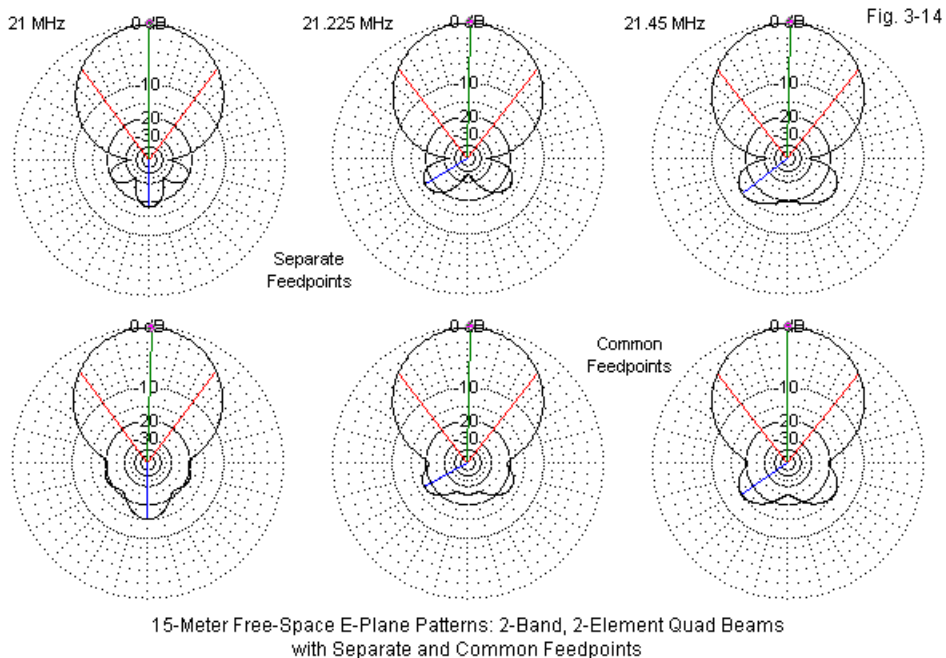 21 MHz
21.225 MHz
21.45 MHz
Fig. 3-14
0 dB
0 dB
0 dB
-10
-10
-10
20
20
20
30
30
30
Separate
Feedpoints
0 dB
0 dB
0 dB
Common
Feedpoints
-10
-10
-10
20
20
20
30
30
30
15-Meter Free-Space E-Plane Patterns: 2-Band, 2-Element Quad Beams
with Separate and Common Feedpoints